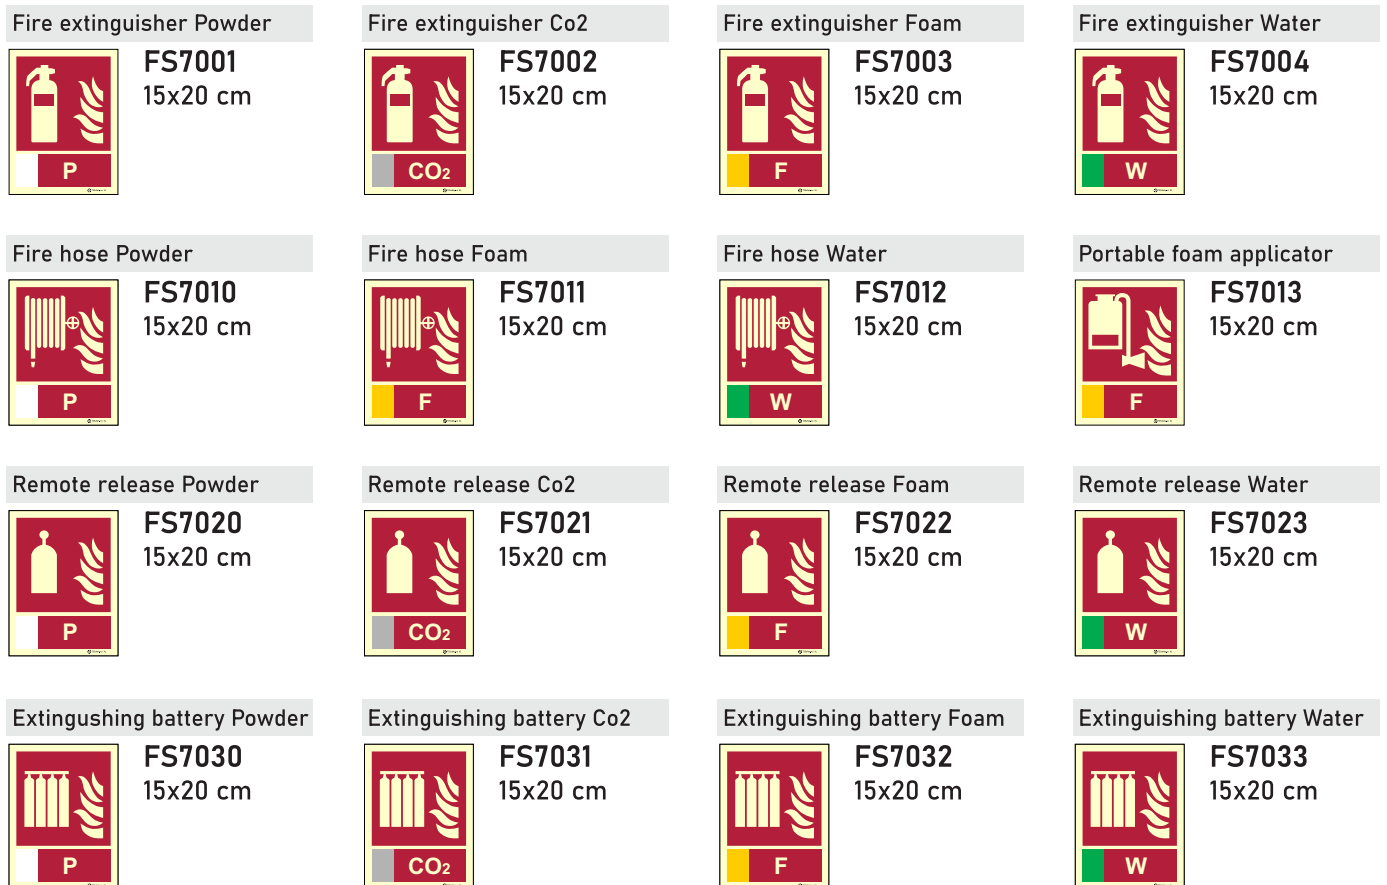 Fire extinguisher Powder
FS7001
15x20 cm
P
Fire extinguisher Co2
FS7002
15x20 cm
CO2
Fire extinguisher Foam
FS7003
15x20 cm
F
Fire extinguisher Water
FS7004
15x20 cm
W
Fire hose Powder
FS7010
15x20 cm
P
Fire hose Foam
FS7011
15x20 cm
F
Fire hose Water
FS7012
15x20 cm
W
Portable foam applicator
FS7013
15x20 cm
F
Remote release Powder
FS7020
15x20 cm
P
Remote release Co2
FS7021
15x20 cm
CO2
Remote release Foam
FS7022
15x20 cm
F
Remote release Water
FS7023
15x20 cm
W
Extingushing battery Powder
FS7030
15x20 cm
P
Extinguishing battery Co2
FS7031
15x20 cm
CO2
Extinguishing battery Foam
FS7032
15x20 cm
F
Extinguishing battery Water
FS7033
15x20 cm
W